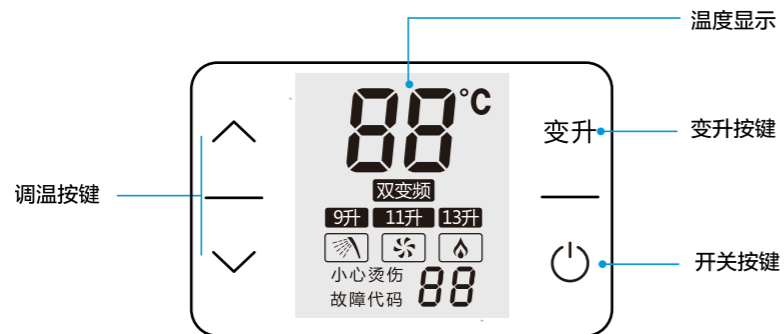 温度显示
88°C
变升
变升按键
双变频
9升 11升 13升
调温按键
开关按键
小心烫伤
故障代码 88